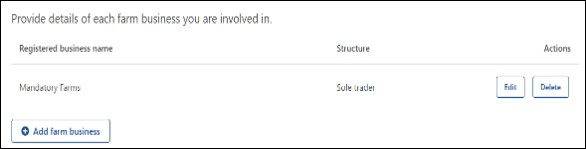 Provide details of each farm business you are involved in.
Registered business name Structure Actions
Mandatory Farms Sole trader Edit Delete
Add farm business